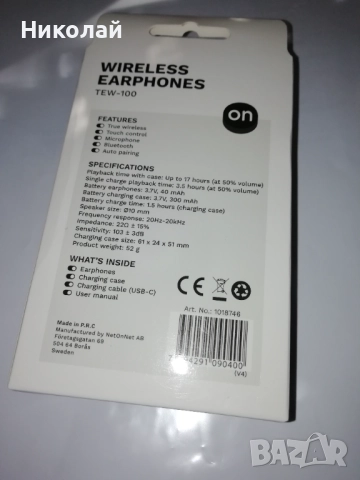 Николай
WIRELESS
EARPHONES
TEW-100
on
FEATURES
True wireless
Touch control
Microphone
Bluetooth
Auto pairing
SPECIFICATIONS
Playback time with case: Up to 17 hours (at 50% volume)
Single charge playback time: 3.5 hours (at 50% volume)
Battery earphones: 3.7V, 40 mAh
Battery charging case: 3.7V, 300 mAh
Battery charge time: 1.5 hours (charging case)
Speaker size: Ø10 mm
Frequency response: 20Hz-20kHz
Impedance: 22Ω ± 15%
Sensitivity: 103 ± 3dB
Charging case size: 61 x 24 x 51 mm
Product weight: 52 g
WHAT'S INSIDE
Earphones
Charging case
Charging cable (USB-C)
User manual
CE
Made in P.R.C
Manufactured by NetOnNet AB
Företagsgatan 69
504 64 Borås
Sweden
Art. No.: 1018746
4291 090400
(V4)
BAZAR
bg